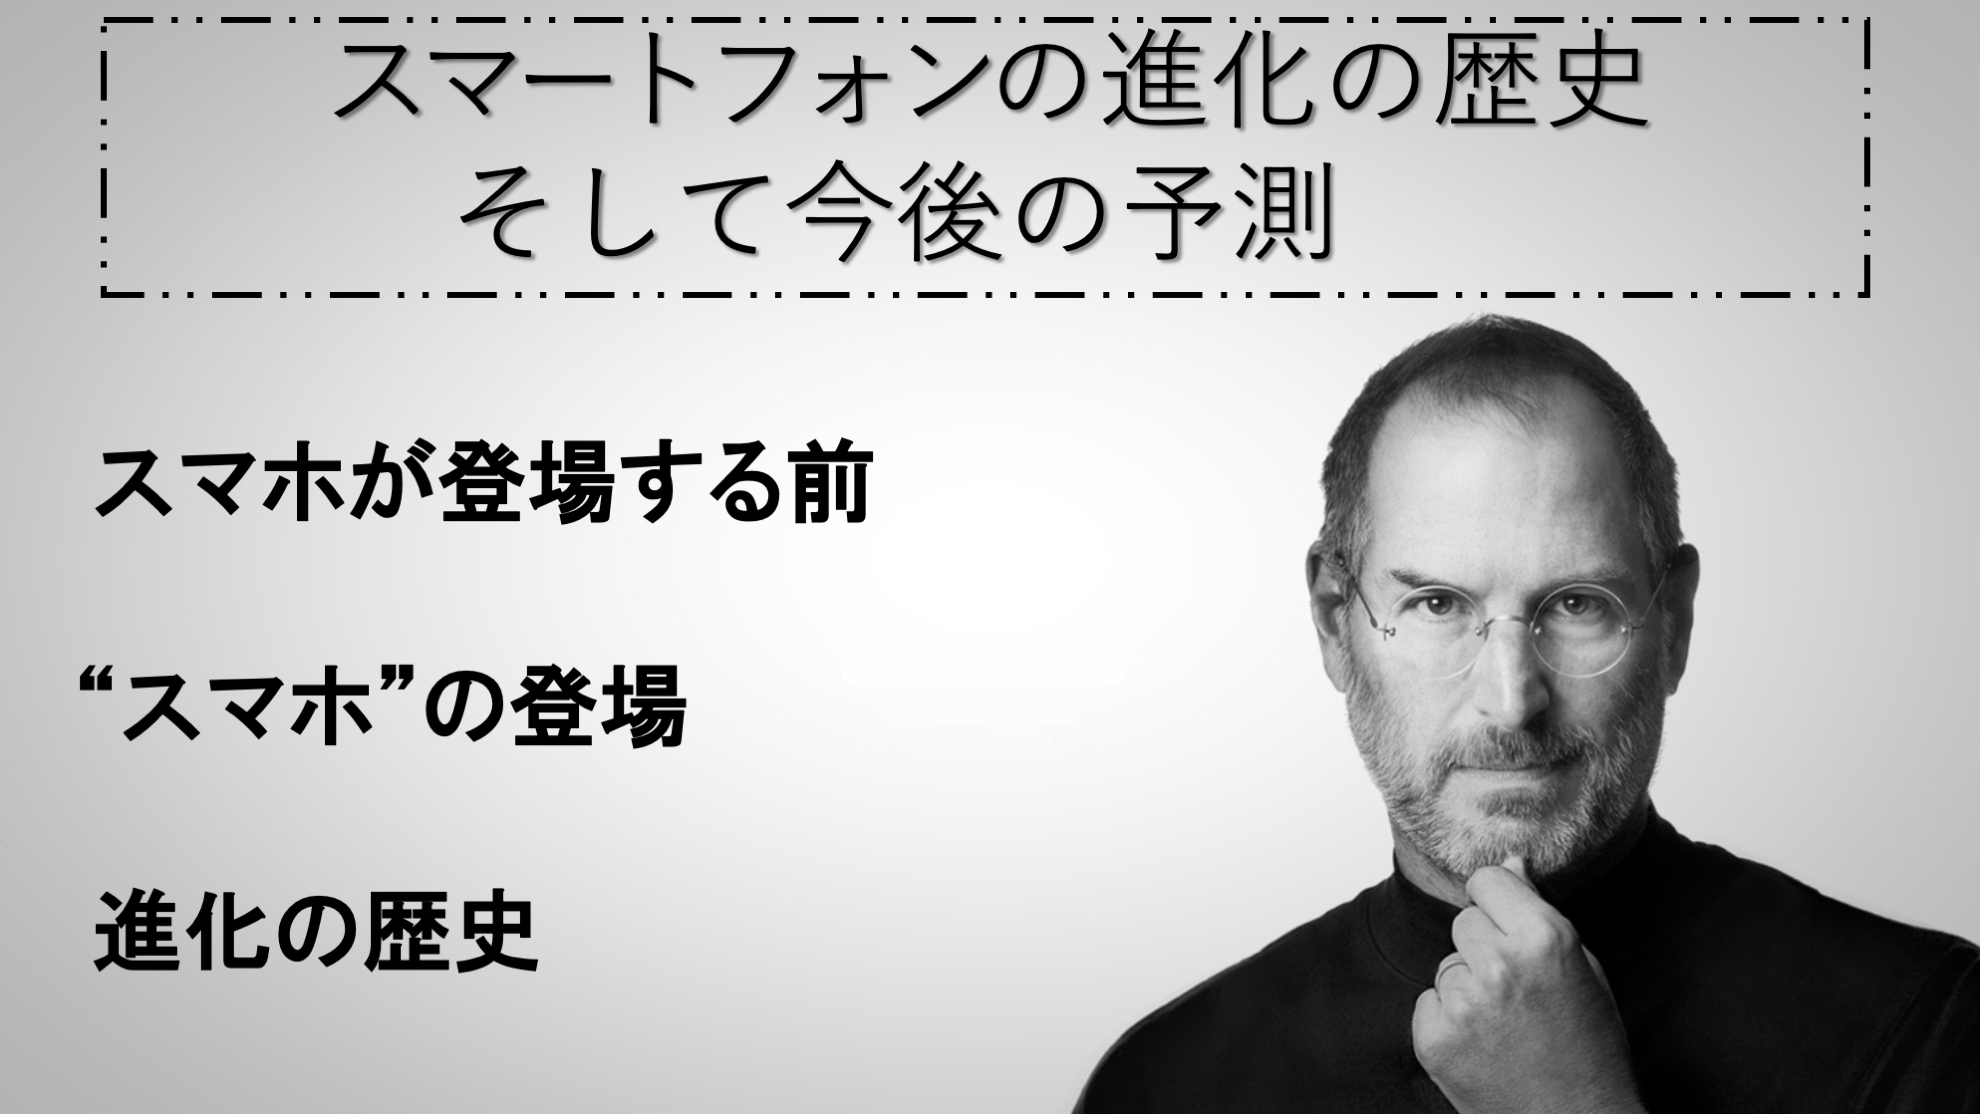 スマートフォンの進化の歴史
そして今後の予測
スマホが登場する前
“スマホ”の登場
進化の歴史